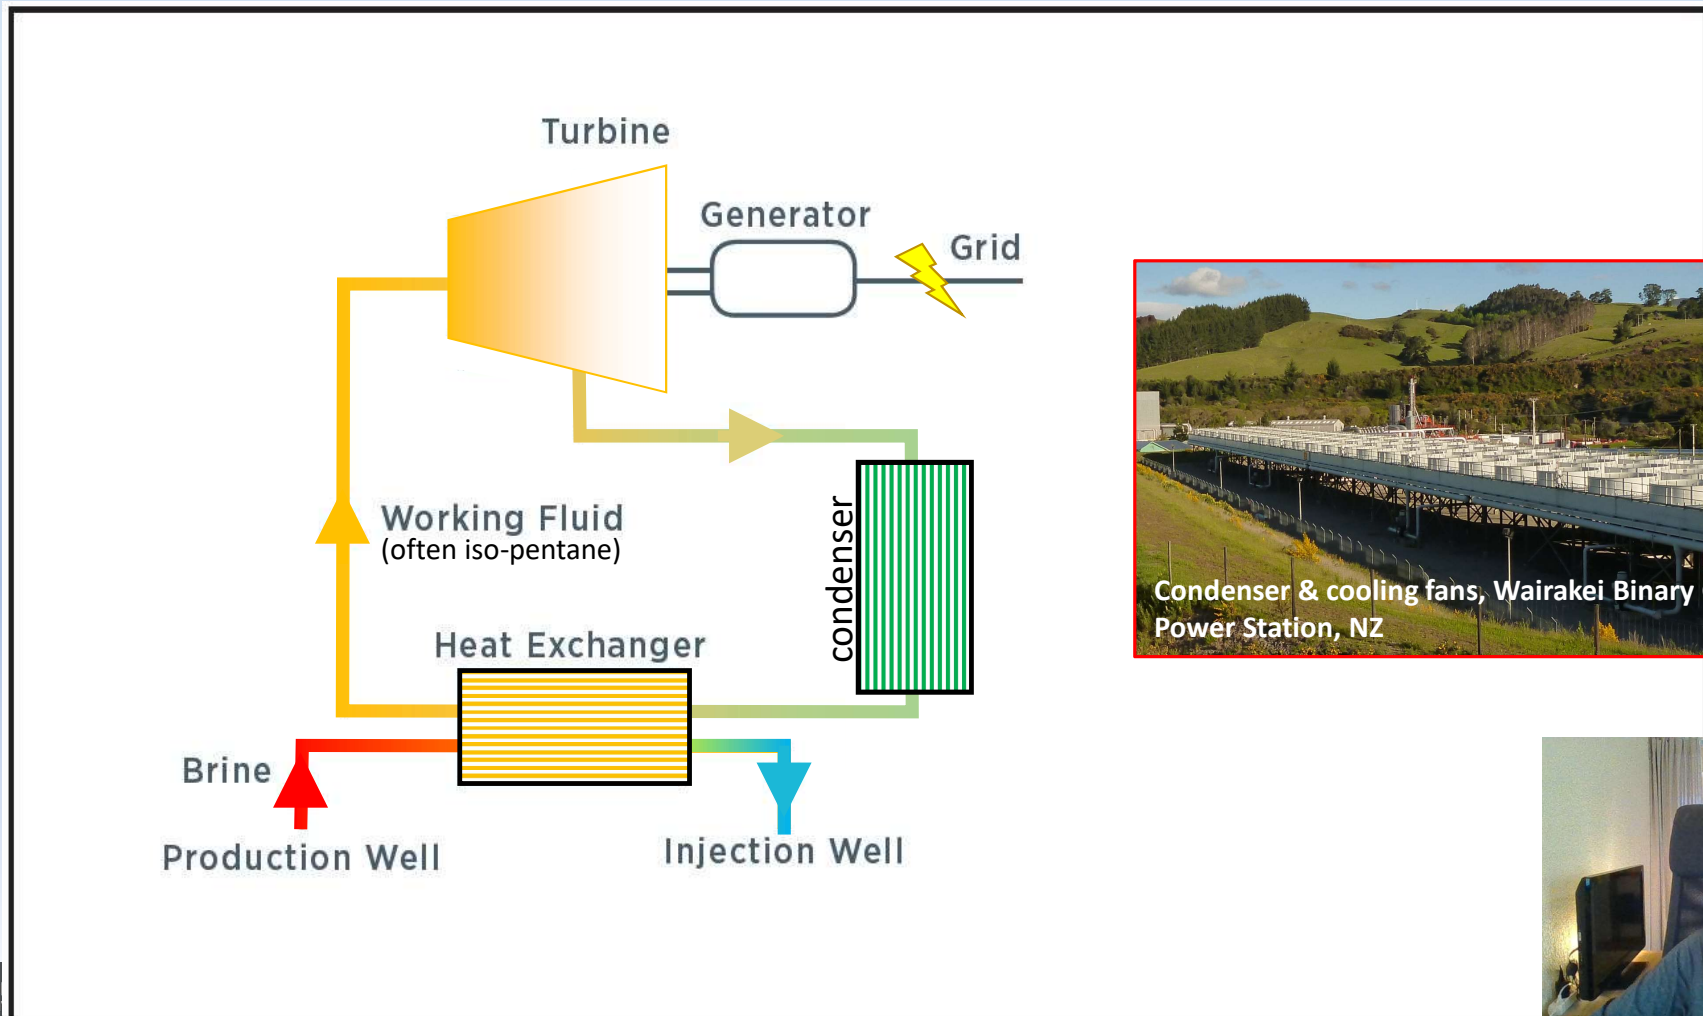 Turbine
Generator
Grid
Working Fluid
(often iso-pentane)
condenser
Heat Exchanger
Brine
Production Well
Injection Well
Condenser & cooling fans, Wairakei Binary
Power Station, NZ